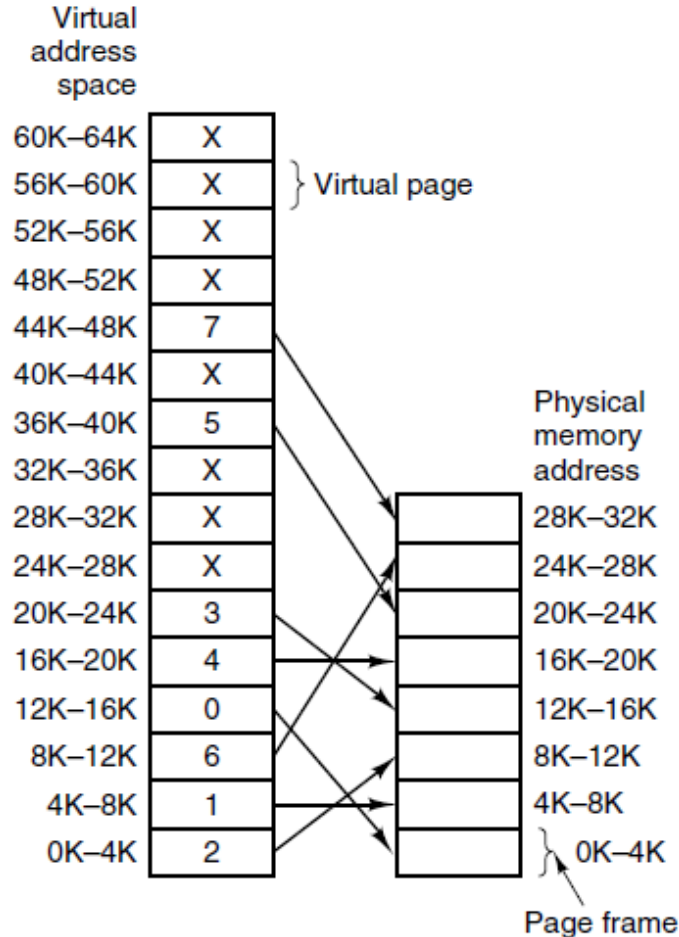 Virtual
address
space
60K–64K X
56K–60K X Virtual page
52K–56K X
48K–52K X
44K–48K 7
40K–44K X
36K–40K 5
32K–36K X
28K–32K X
24K–28K X
20K–24K 3
16K–20K 4
12K–16K 0
8K–12K 6
4K–8K 1
0K–4K 2
Physical
memory
address
28K–32K
24K–28K
20K–24K
16K–20K
12K–16K
8K–12K
4K–8K
0K–4K
Page frame